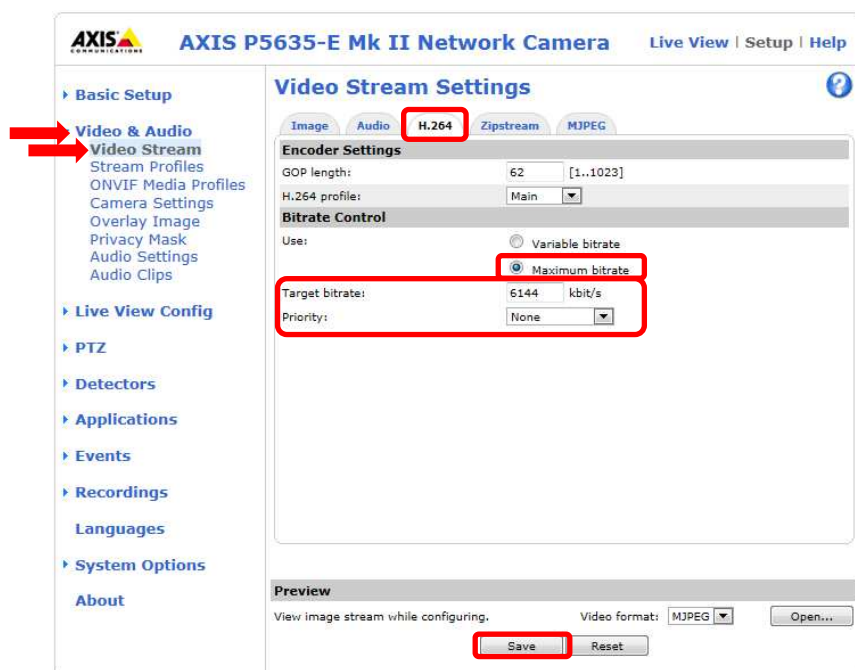 AXIS
COMMUNICATIONS
AXIS P5635-E Mk II Network Camera
Live View | Setup | Help
Basic Setup
Video & Audio
Video Stream
Stream Profiles
ONVIF Media Profiles
Camera Settings
Overlay Image
Privacy Mask
Audio Settings
Audio Clips
Live View Config
PTZ
Detectors
Applications
Events
Recordings
Languages
System Options
About
Video Stream Settings
?
Image Audio H.264 Zipstream MJPEG
Encoder Settings
GOP length: 62 [1..1023]
H.264 profile: Main
Bitrate Control
Use: Variable bitrate
Maximum bitrate
Target bitrate: 6144 kbit/s
Priority: None
Preview
View image stream while configuring. Video format: MJPEG Open...
Save Reset